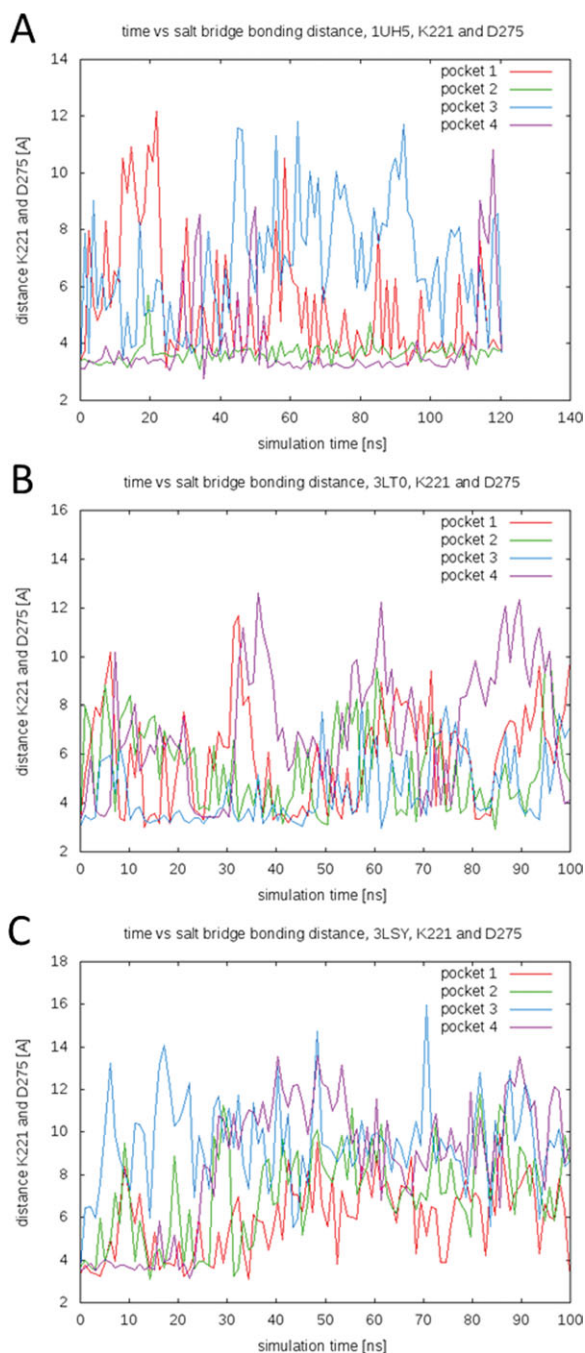 A
time vs salt bridge bonding distance, 1UH5, K221 and D275
14
12
10
8
6
4
2
distance K221 and D275 [A]
pocket 1
pocket 2
pocket 3
pocket 4
0 20 40 60 80 100 120 140
simulation time [ns]
B
time vs salt bridge bonding distance, 3LT0, K221 and D275
16
14
12
10
8
6
4
2
distance K221 and D275 [A]
pocket 1
pocket 2
pocket 3
pocket 4
0 10 20 30 40 50 60 70 80 90 100
simulation time [ns]
C
time vs salt bridge bonding distance, 3LSY, K221 and D275
18
16
14
12
10
8
6
4
2
distance K221 and D275 [A]
pocket 1
pocket 2
pocket 3
pocket 4
0 10 20 30 40 50 60 70 80 90 100
simulation time [ns]